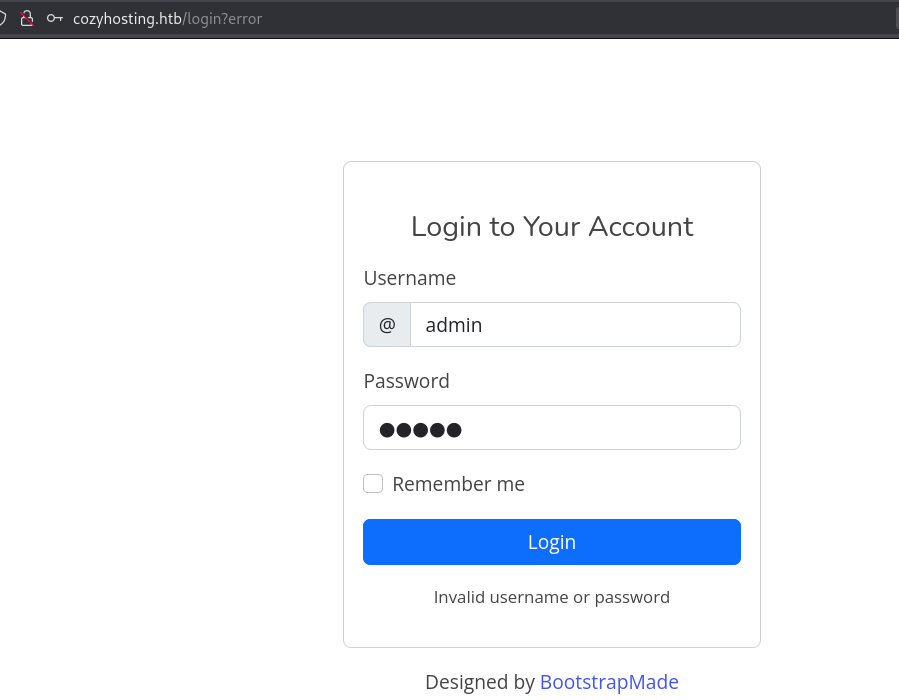 cozyhosting.htb/login?error
Login to Your Account
Username
@ admin
Password
●●●●●
Remember me
Login
Invalid username or password
Designed by BootstrapMade